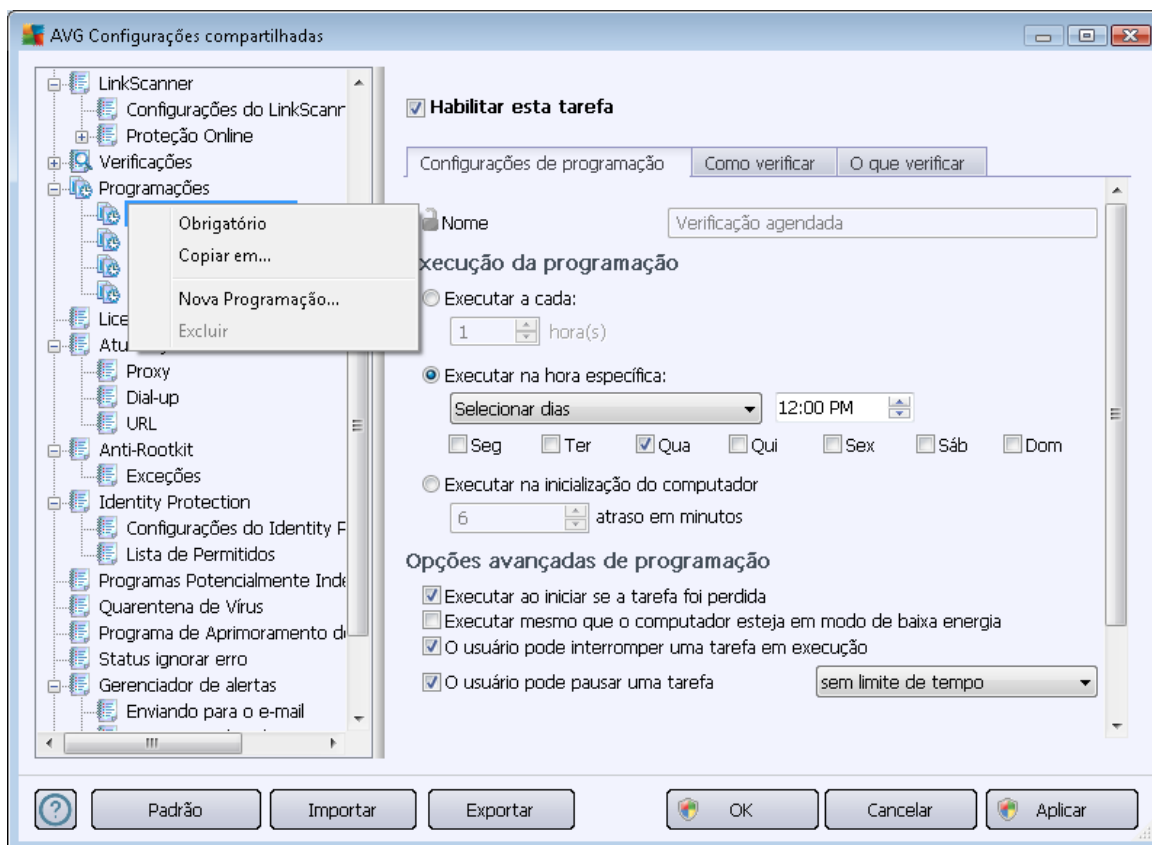 AVG Configurações compartilhadas
LinkScanner
Configurações do LinkScanr
Proteção Online
Verificações
Programações
Obrigatório
Copiar em...
Nova Programação...
Excluir
Proxy
Dial-up
URL
Anti-Rootkit
Exceções
Identity Protection
Configurações do Identity P
Lista de Permitidos
Programas Potencialmente Inde
Quarentena de Vírus
Programa de Aprimoramento d
Status ignorar erro
Gerenciador de alertas
Enviando para o e-mail
Habilitar esta tarefa
Configurações de programação
Como verificar
O que verificar
Nome
Verificação agendada
xecução da programação
Executar a cada:
1 hora(s)
Executar na hora específica:
Selecionar dias 12:00 PM
Seg Ter Qua Qui Sex Sáb Dom
Executar na inicialização do computador
6 atraso em minutos
Opções avançadas de programação
Executar ao iniciar se a tarefa foi perdida
Executar mesmo que o computador esteja em modo de baixa energia
O usuário pode interromper uma tarefa em execução
O usuário pode pausar uma tarefa sem limite de tempo
? Padrão Importar Exportar OK Cancelar Aplicar